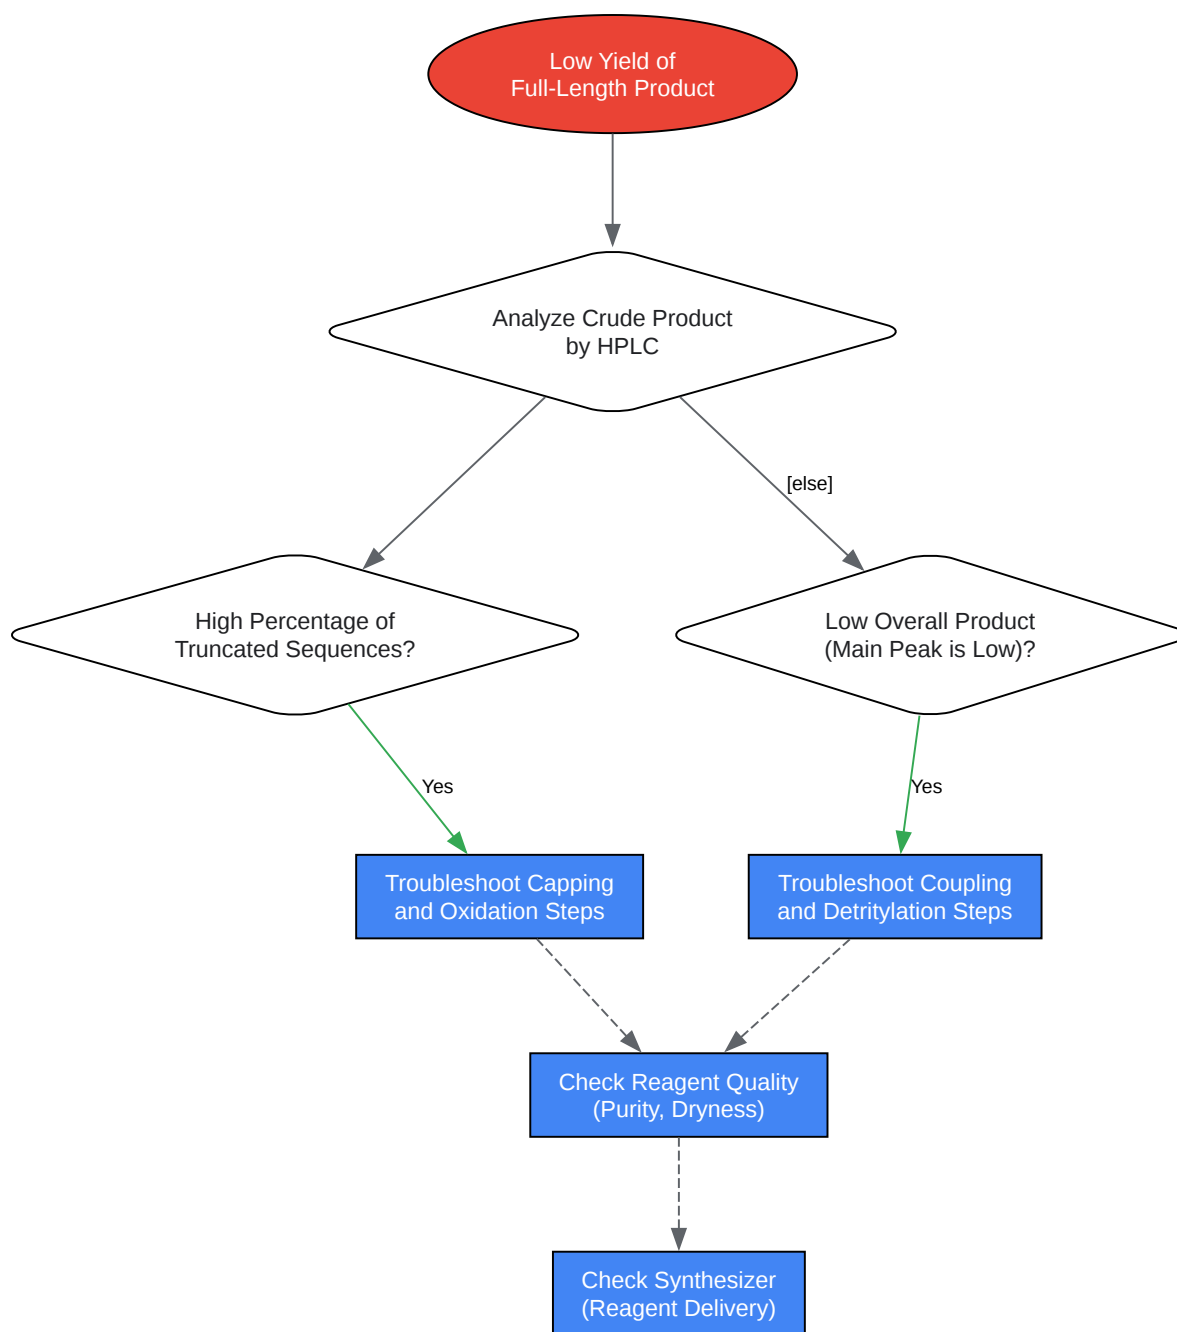 Low Yield of
Full-Length Product
Analyze Crude Product
by HPLC
[else]
High Percentage of
Truncated Sequences?
Low Overall Product
(Main Peak is Low)?
Yes
Yes
Troubleshoot Capping
and Oxidation Steps
Troubleshoot Coupling
and Detritylation Steps
Check Reagent Quality
(Purity, Dryness)
Check Synthesizer
(Reagent Delivery)